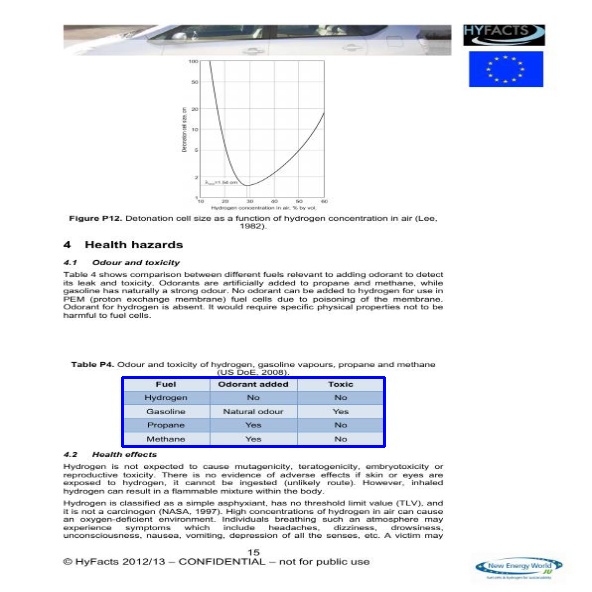 HYFACTS
100
50
20
10
5
2
1
Detonation cell size, cm
10 20 30 40 50 60
Hydrogen concentration in air, % by vol.
Figure P12. Detonation cell size as a function of hydrogen concentration in air (Lee,
1982).
4 Health hazards
4.1 Odour and toxicity
Table 4 shows comparison between different fuels relevant to adding odorant to detect
its leak and toxicity. Odorants are artificially added to propane and methane, while
gasoline has naturally a strong odour. No odorant can be added to hydrogen for use in
PEM (proton exchange membrane) fuel cells due to poisoning of the membrane.
Odorant for hydrogen is absent. It would require specific physical properties not to be
harmful to fuel cells.
Table P4. Odour and toxicity of hydrogen, gasoline vapours, propane and methane
(US DoE, 2008).
Fuel Odorant added Toxic
Hydrogen No No
Gasoline Natural odour Yes
Propane Yes No
Methane Yes No
4.2 Health effects
Hydrogen is not expected to cause mutagenicity, teratogenicity, embryotoxicity or
reproductive toxicity. There is no evidence of adverse effects if skin or eyes are
exposed to hydrogen, it cannot be ingested (unlikely route). However, inhaled
hydrogen can result in a flammable mixture within the body.
Hydrogen is classified as a simple asphyxiant, has no threshold limit value (TLV), and
it is not a carcinogen (NASA, 1997). High concentrations of hydrogen in air can cause
an oxygen-deficient environment. Individuals breathing such an atmosphere may
experience symptoms which include headaches, dizziness, drowsiness,
unconsciousness, nausea, vomiting, depression of all the senses, etc. A victim may
15
© HyFacts 2012/13 – CONFIDENTIAL – not for public use
New Energy World
JU
fuel cells & hydrogen for sustainability